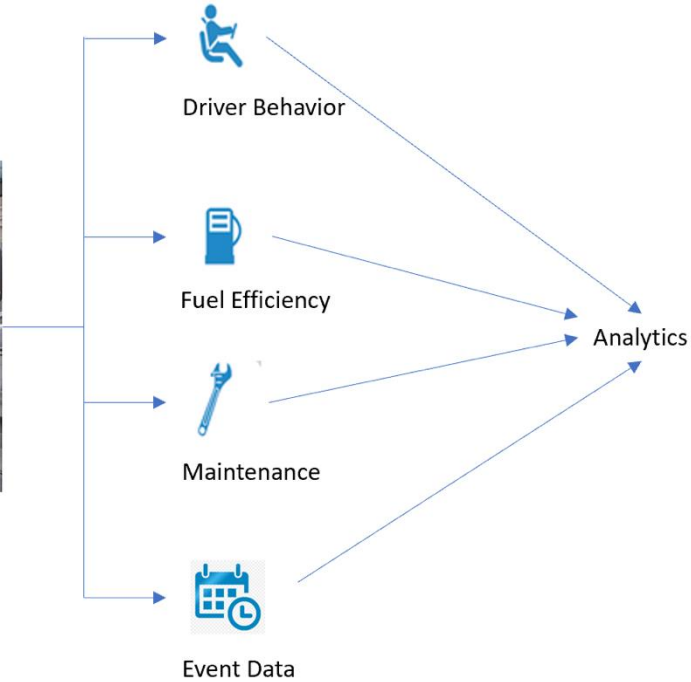 Driver Behavior
Fuel Efficiency
Analytics
Maintenance
Event Data